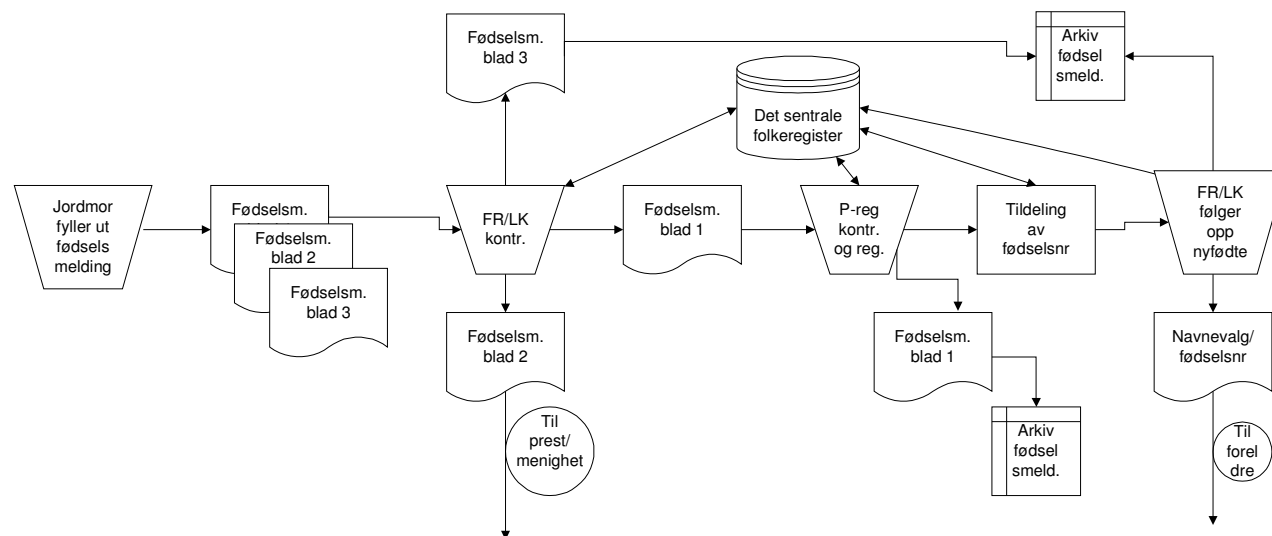 Fødselsm.
blad 3
Arkiv
fødsel
smeld.
Det sentrale
folkeregister
Jordmor
fyller ut
fødsels
melding
Fødselsm.
Fødselsm.
blad 2
Fødselsm.
blad 3
FR/LK
kontr.
Fødselsm.
blad 1
P-reg
kontr.
og reg.
Tildeling
av
fødselsnr
FR/LK
følger
opp
nyfødte
Fødselsm.
blad 2
Fødselsm.
blad 1
Navnevalg/
fødselsnr
Til
prest/
menighet
Arkiv
fødsel
smeld.
Til
forel
dre